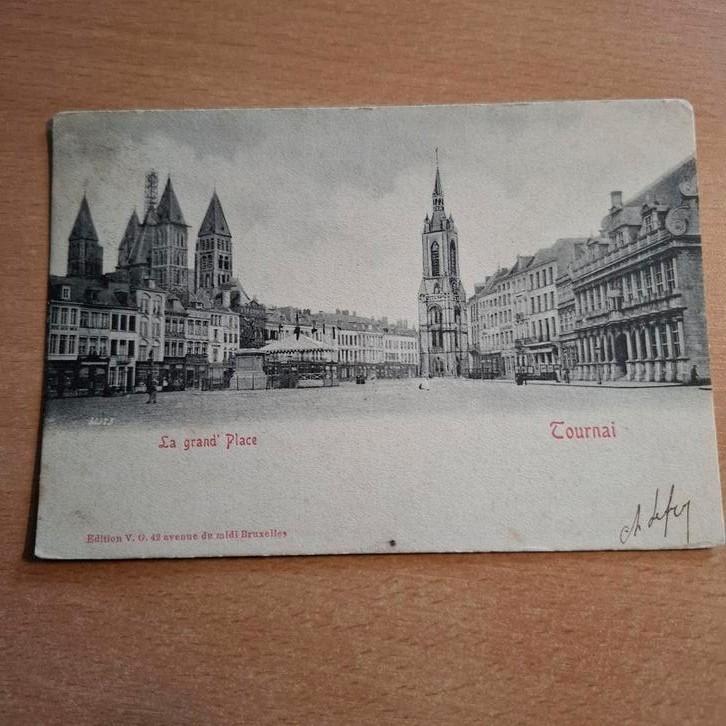 La grand' Place
Tournai
Edition V. G. 42 avenue du midi Bruxelles